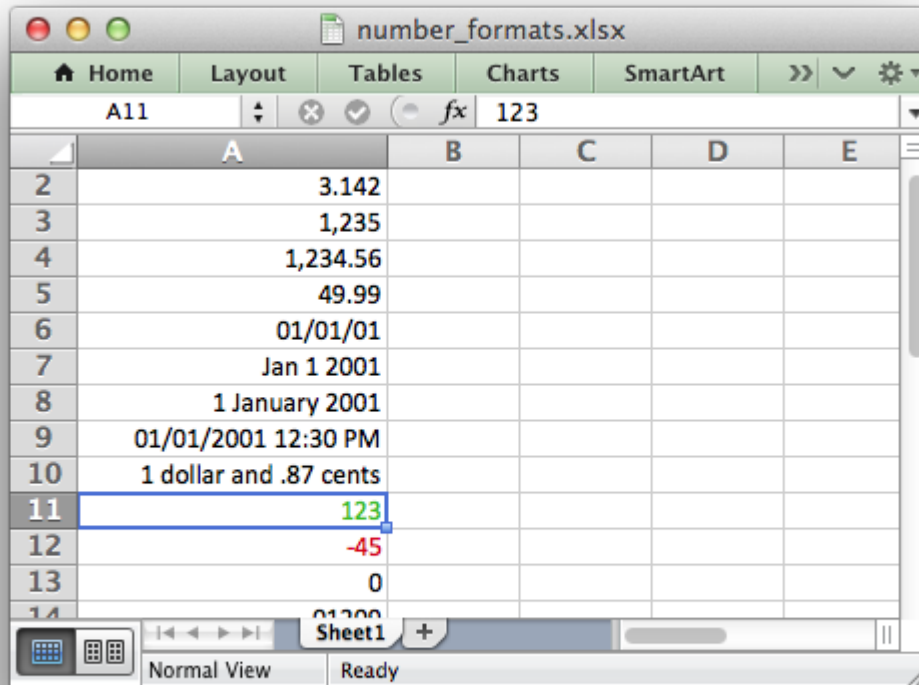 number_formats.xlsx
Home Layout Tables Charts SmartArt
A11 fx 123
A B C D E
2 3.142
3 1,235
4 1,234.56
5 49.99
6 01/01/01
7 Jan 1 2001
8 1 January 2001
9 01/01/2001 12:30 PM
10 1 dollar and .87 cents
11 123
12 -45
13 0
14 01200
Sheet1 +
Normal View Ready